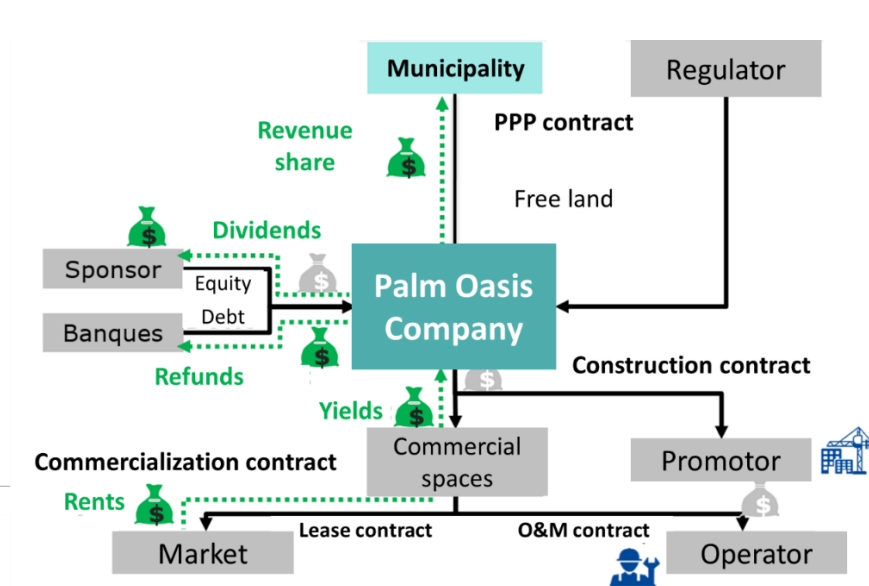 Municipality
Regulator
Revenue
share
$
PPP contract
Free land
$
Dividends
Sponsor
Equity
$
Palm Oasis
Company
Debt
Banques
$
Refunds
$
Construction contract
Yields
$
Commercial
spaces
Promotor
Commercialization contract
Rents
$
$
Lease contract
O&M contract
Market
Operator